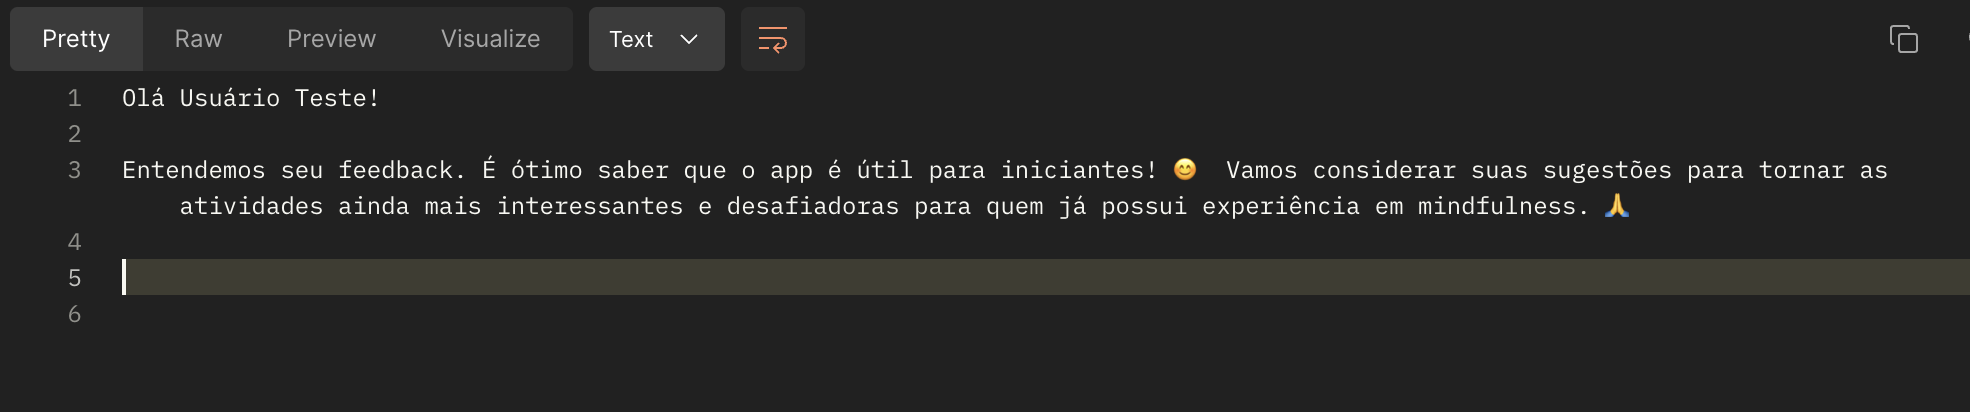 Pretty Raw Preview Visualize Text
1 Olá Usuário Teste!
2
3 Entendemos seu feedback. É ótimo saber que o app é útil para iniciantes! 😊 Vamos considerar suas sugestões para tornar as
atividades ainda mais interessantes e desafiadoras para quem já possui experiência em mindfulness. 🙏
4
5
6